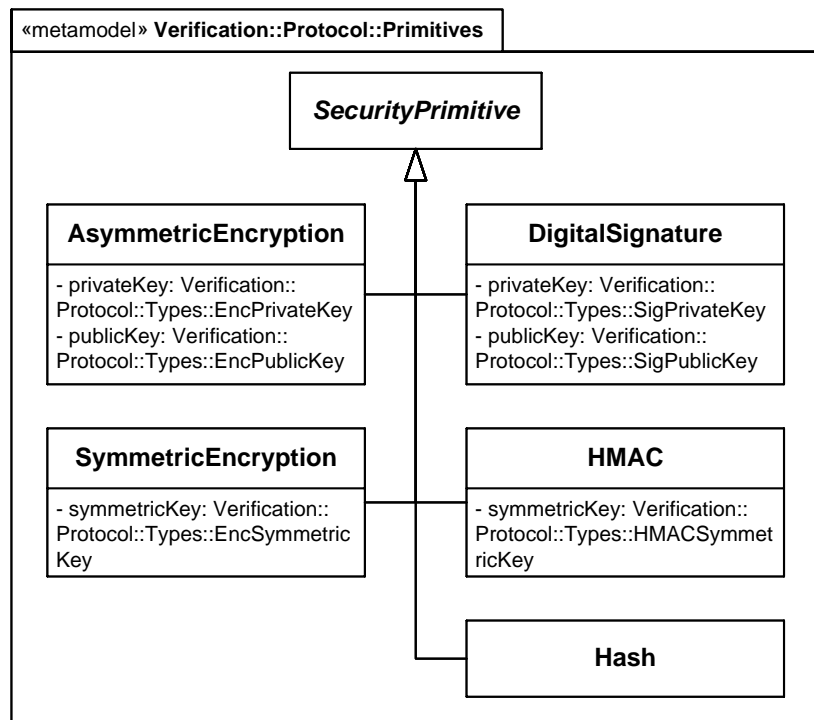 «metamodel» Verification::Protocol::Primitives
SecurityPrimitive
AsymmetricEncryption
- privateKey: Verification::
Protocol::Types::EncPrivateKey
- publicKey: Verification::
Protocol::Types::EncPublicKey
DigitalSignature
- privateKey: Verification::
Protocol::Types::SigPrivateKey
- publicKey: Verification::
Protocol::Types::SigPublicKey
SymmetricEncryption
- symmetricKey: Verification::
Protocol::Types::EncSymmetric
Key
HMAC
- symmetricKey: Verification::
Protocol::Types::HMACSymmet
ricKey
Hash